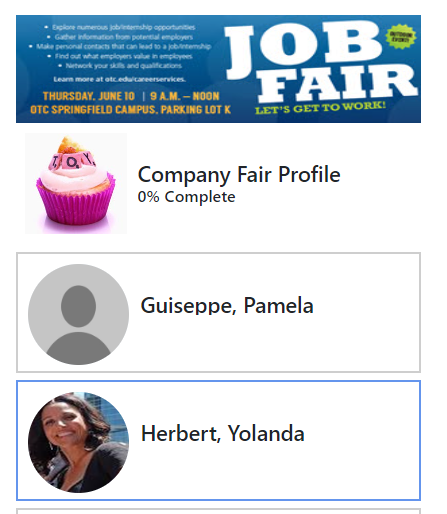 • Explore numerous job/internship opportunities
• Gather information from potential employers
• Make personal contacts that can lead to a job/internship
• Find out what employers value in employees
• Network your skills and qualifications
Learn more at otc.edu/careerservices.
THURSDAY, JUNE 10 | 9 A.M. – NOON
OTC SPRINGFIELD CAMPUS, PARKING LOT K
JOB
FAIR
OUTDOOR
EVENT!
LET'S GET TO WORK!
T O Y
Company Fair Profile
0% Complete
Guiseppe, Pamela
Herbert, Yolanda